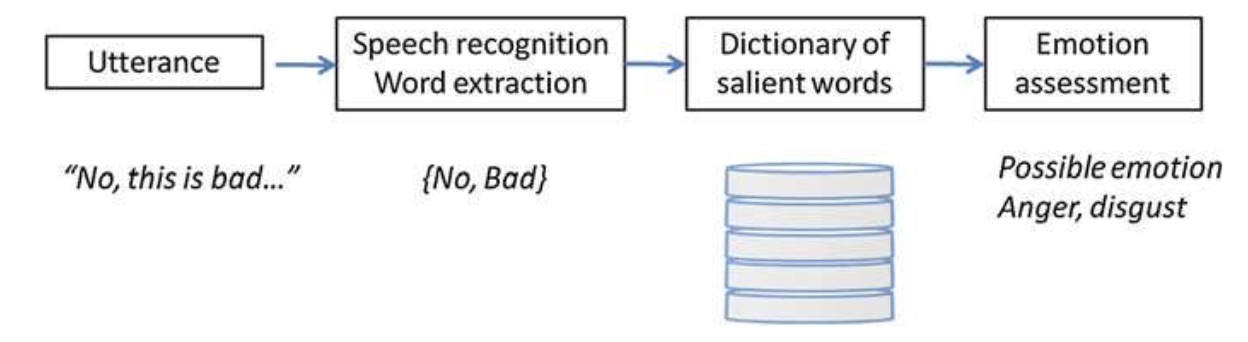 Utterance
Speech recognition
Word extraction
Dictionary of
salient words
Emotion
assessment
“No, this is bad…”
{No, Bad}
Possible emotion
Anger, disgust